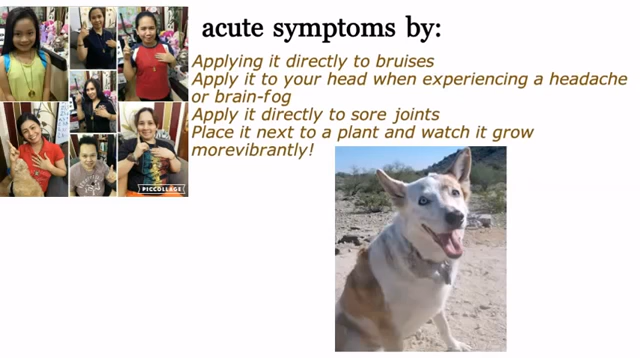 acute symptoms by:
Applying it directly to bruises
Apply it to your head when experiencing a headache
or brain-fog
Apply it directly to sore joints
Place it next to a plant and watch it grow
morevibrantly!
PICCOLLAGE